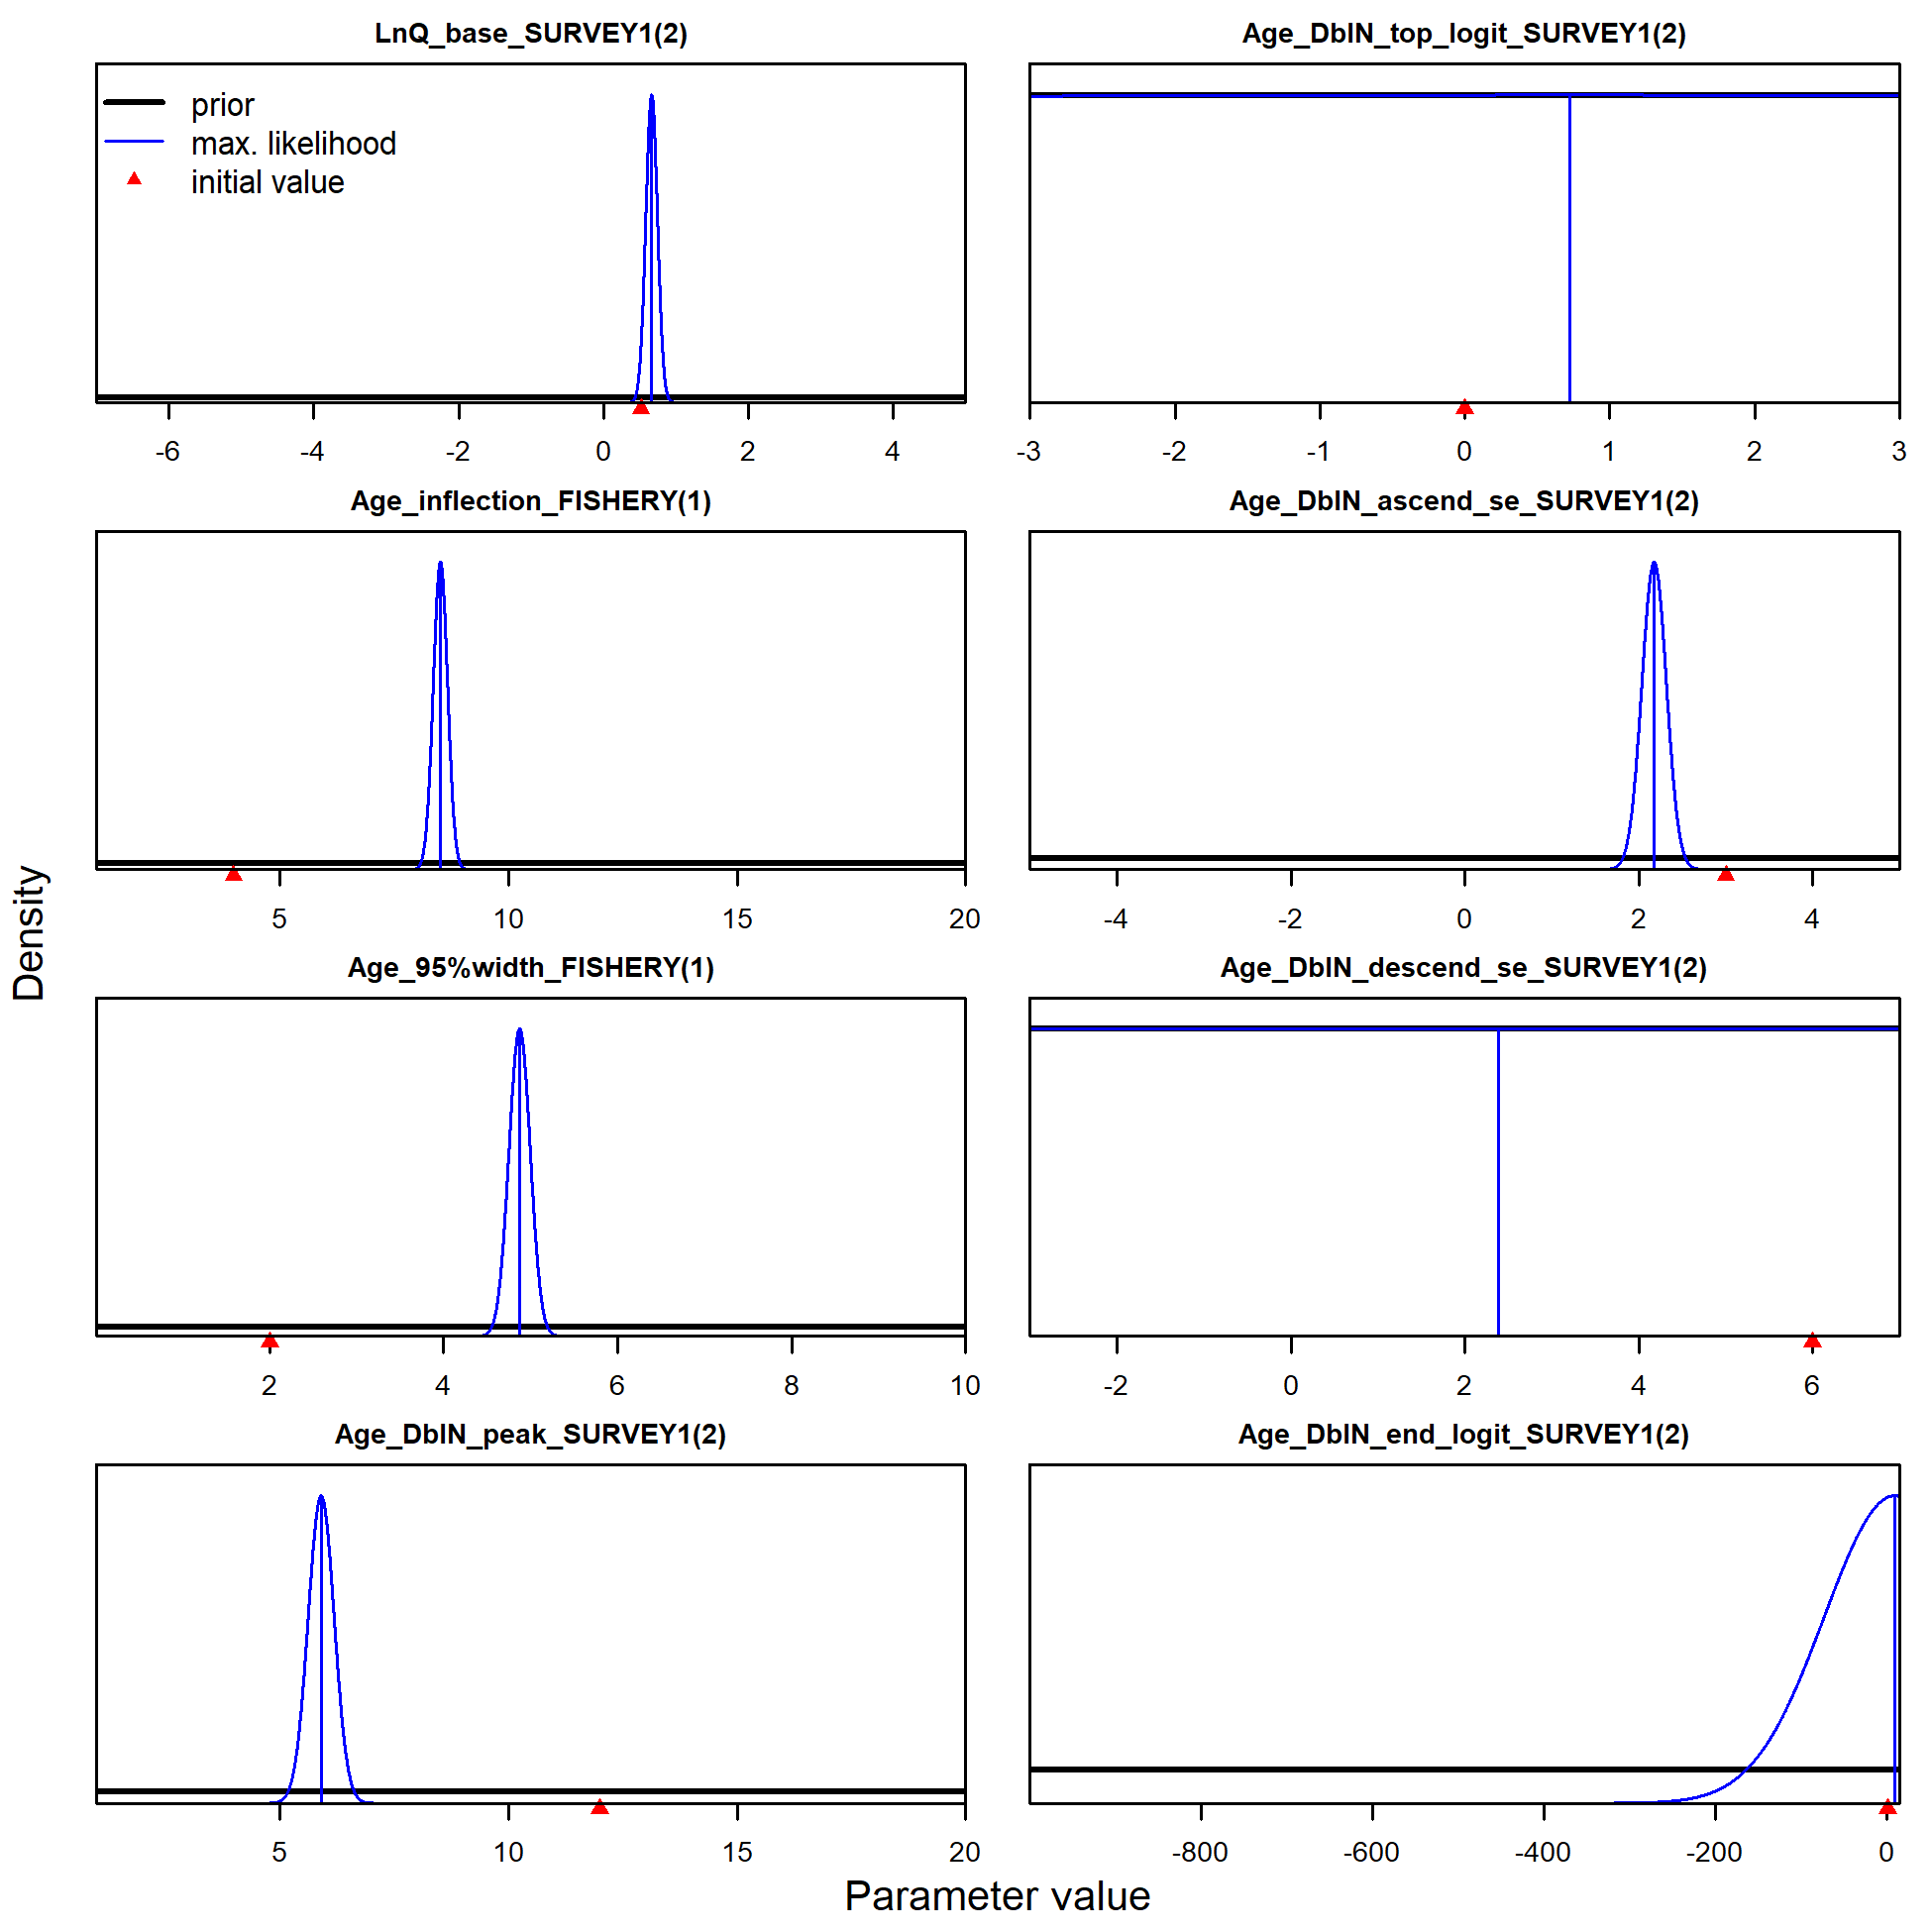 LnQ_base_SURVEY1(2)
prior
max. likelihood
initial value
-6 -4 -2 0 2 4
Age_DblN_top_logit_SURVEY1(2)
-3 -2 -1 0 1 2 3
Age_inflection_FISHERY(1)
5 10 15 20
Age_DblN_ascend_se_SURVEY1(2)
-4 -2 0 2 4
Age_95%width_FISHERY(1)
2 4 6 8 10
Age_DblN_descend_se_SURVEY1(2)
-2 0 2 4 6
Age_DblN_peak_SURVEY1(2)
5 10 15 20
Age_DblN_end_logit_SURVEY1(2)
-800 -600 -400 -200 0
Density
Parameter value